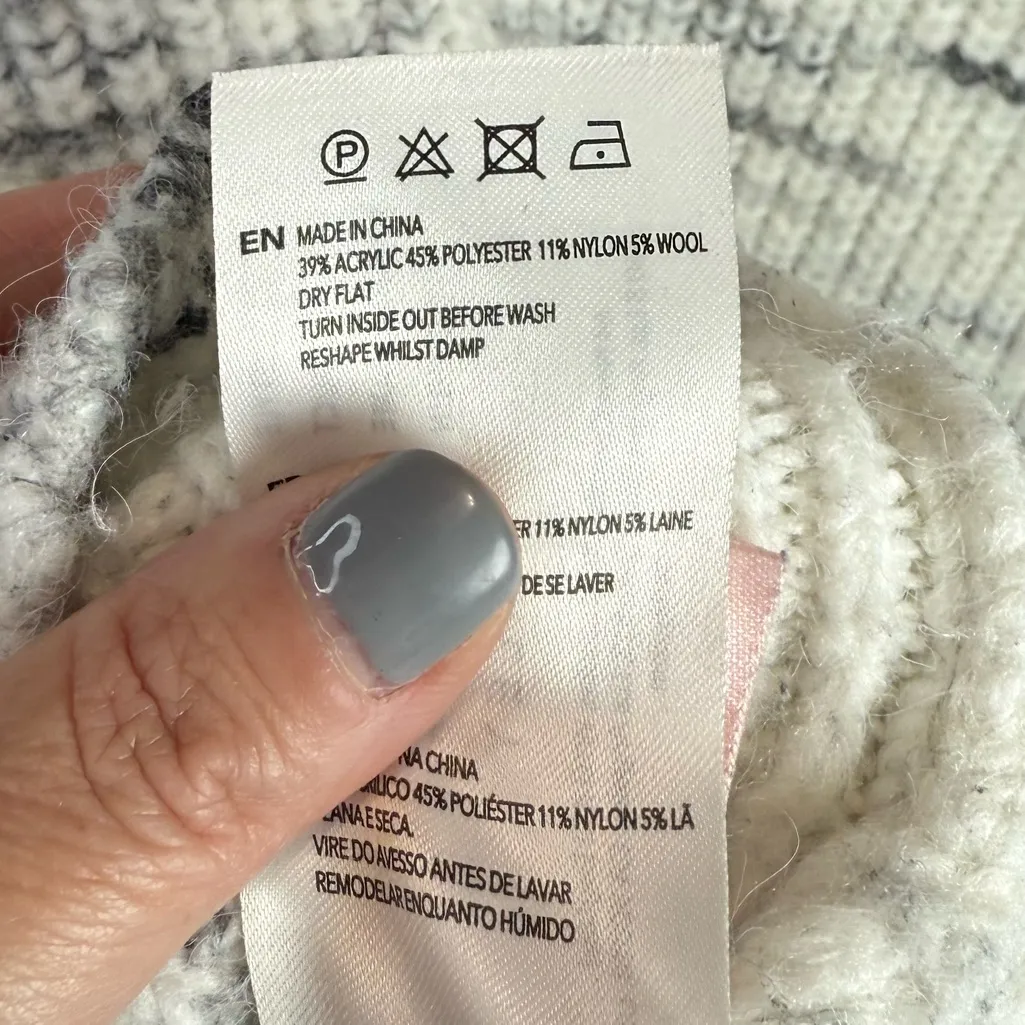 P
EN MADE IN CHINA
39% ACRYLIC 45% POLYESTER 11% NYLON 5% WOOL
DRY FLAT
TURN INSIDE OUT BEFORE WASH
RESHAPE WHILST DAMP
11% NYLON 5% LAINE
DE SE LAVER
CHINA
45% POLIÉSTER 11% NYLON 5% LÃ
E SECA.
VIRE DO AVESSO ANTES DE LAVAR
REMODELAR ENQUANTO HÚMIDO